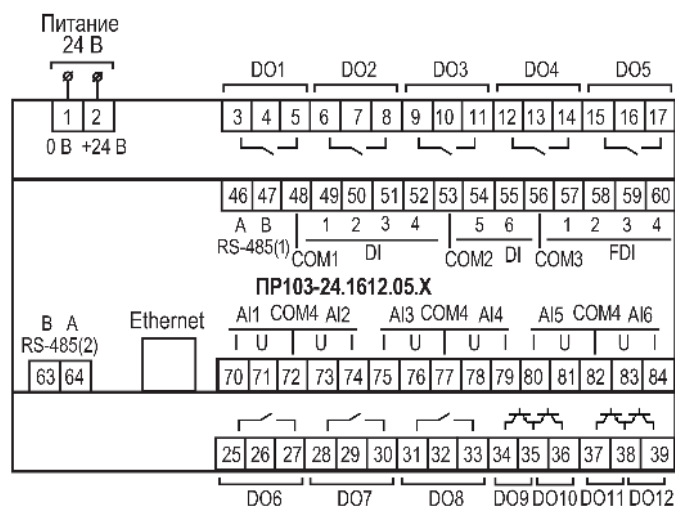 Питание
24 В
DO1 DO2 DO3 DO4 DO5
1 2 3 4 5 6 7 8 9 10 11 12 13 14 15 16 17
0 В +24 В
46 47 48 49 50 51 52 53 54 55 56 57 58 59 60
A B 1 2 3 4 5 6 1 2 3 4
RS-485(1) COM1 DI COM2 DI COM3 FDI
ПР103-24.1612.05.X
B A Ethernet AI1 COM4 AI2 AI3 COM4 AI4 AI5 COM4 AI6
RS-485(2) I U U I I U U I I U U I
63 64 70 71 72 73 74 75 76 77 78 79 80 81 82 83 84
25 26 27 28 29 30 31 32 33 34 35 36 37 38 39
DO6 DO7 DO8 DO9 DO10 DO11 DO12